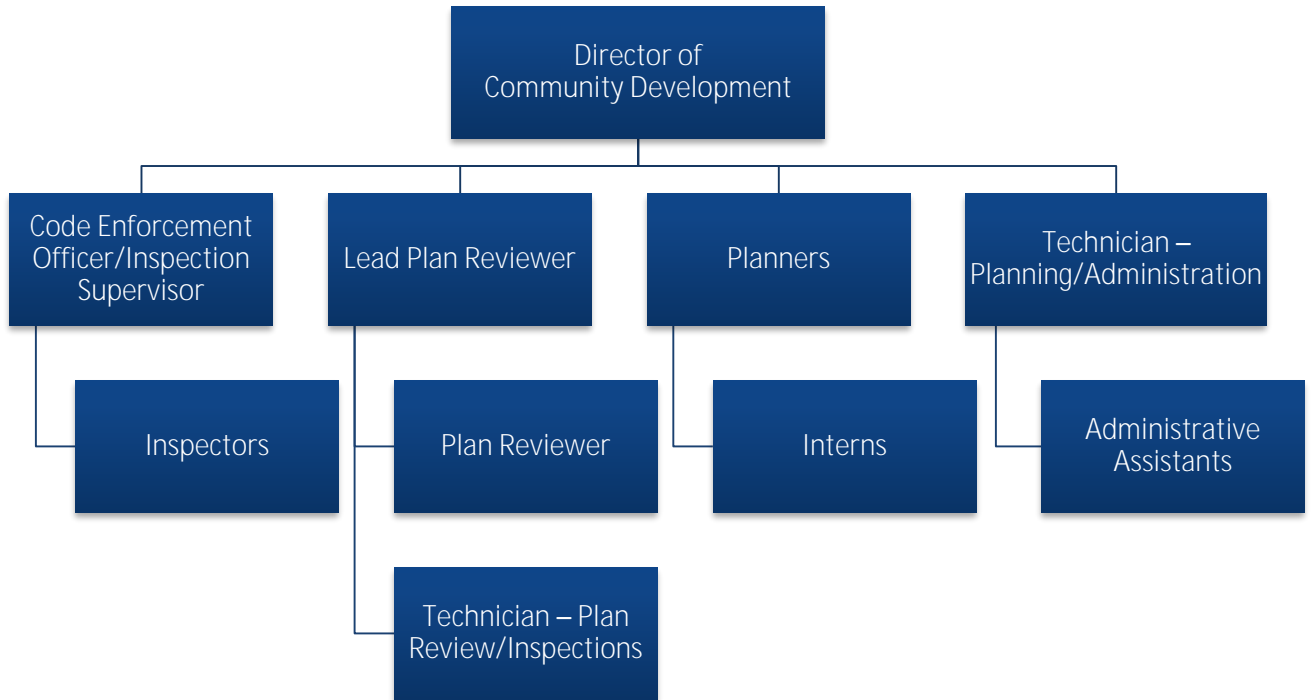 Director of
Community Development
Code Enforcement
Officer/Inspection
Supervisor
Lead Plan Reviewer
Planners
Technician –
Planning/Administration
Inspectors
Plan Reviewer
Interns
Administrative
Assistants
Technician – Plan
Review/Inspections